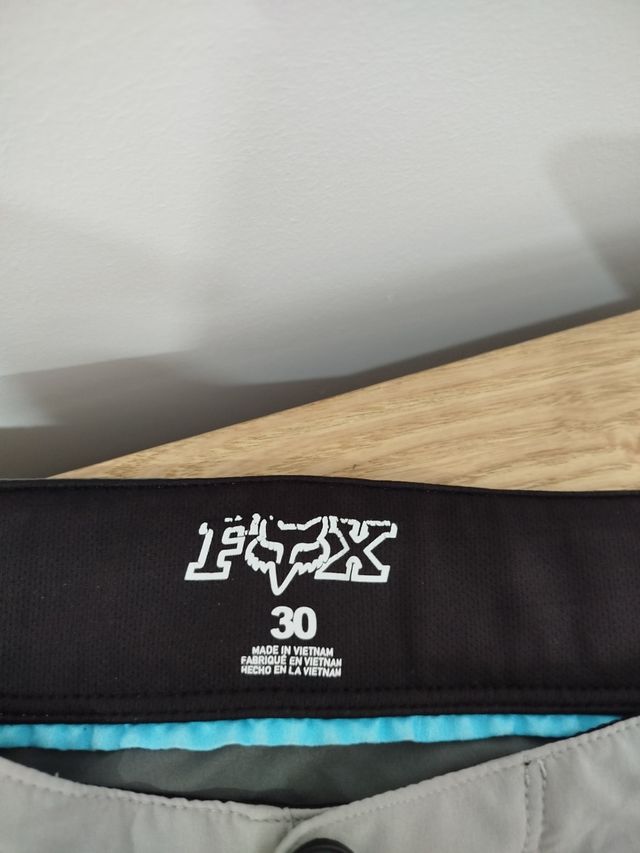 FOX
30
MADE IN VIETNAM
FABRIQUÉ EN VIETNAM
HECHO EN LA VIETNAM